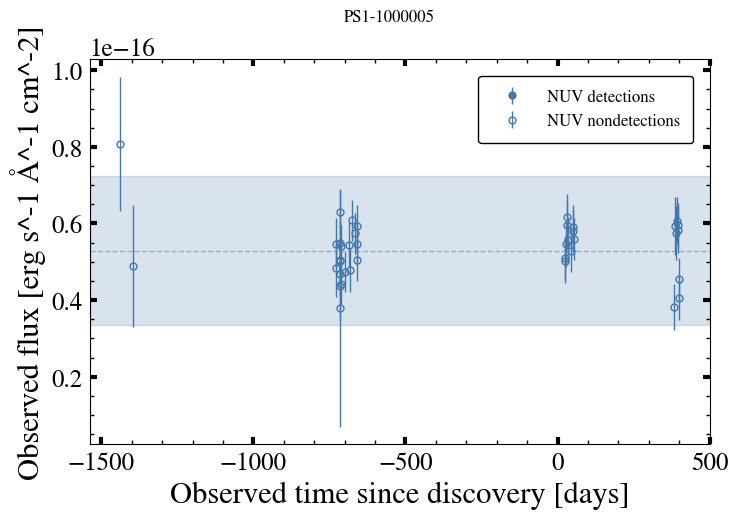 PS1-1000005
1e−16
Observed flux [erg s^-1 Å^-1 cm^-2]
1.0
0.8
0.6
0.4
0.2
NUV detections
NUV nondetections
−1500 −1000 −500 0 500
Observed time since discovery [days]